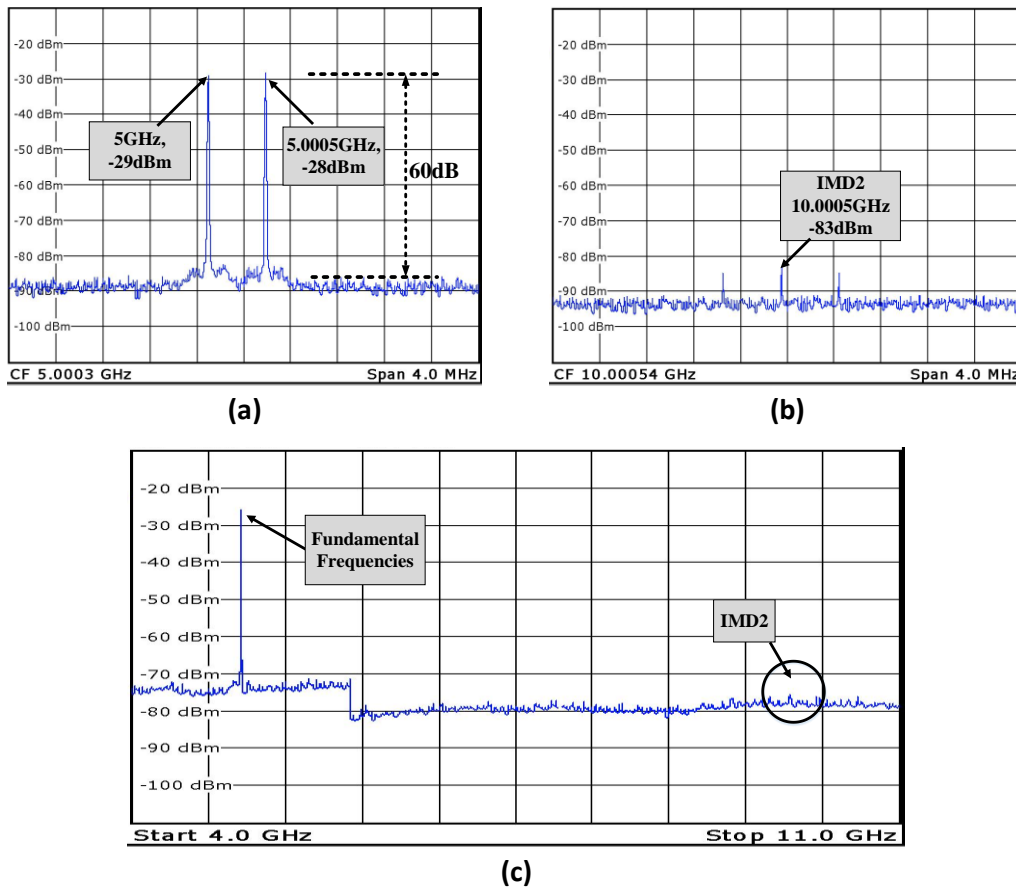 -20 dBm
-30 dBm
-40 dBm
-50 dBm
-60 dBm
-70 dBm
-80 dBm
-90 dBm
-100 dBm
5GHz,
-29dBm
5.0005GHz,
-28dBm
60dB
CF 5.0003 GHz
Span 4.0 MHz
(a)
-20 dBm
-30 dBm
-40 dBm
-50 dBm
-60 dBm
-70 dBm
-80 dBm
-90 dBm
-100 dBm
IMD2
10.0005GHz
-83dBm
CF 10.00054 GHz
Span 4.0 MHz
(b)
-20 dBm
-30 dBm
-40 dBm
-50 dBm
-60 dBm
-70 dBm
-80 dBm
-90 dBm
-100 dBm
Fundamental
Frequencies
IMD2
Start 4.0 GHz
Stop 11.0 GHz
(c)